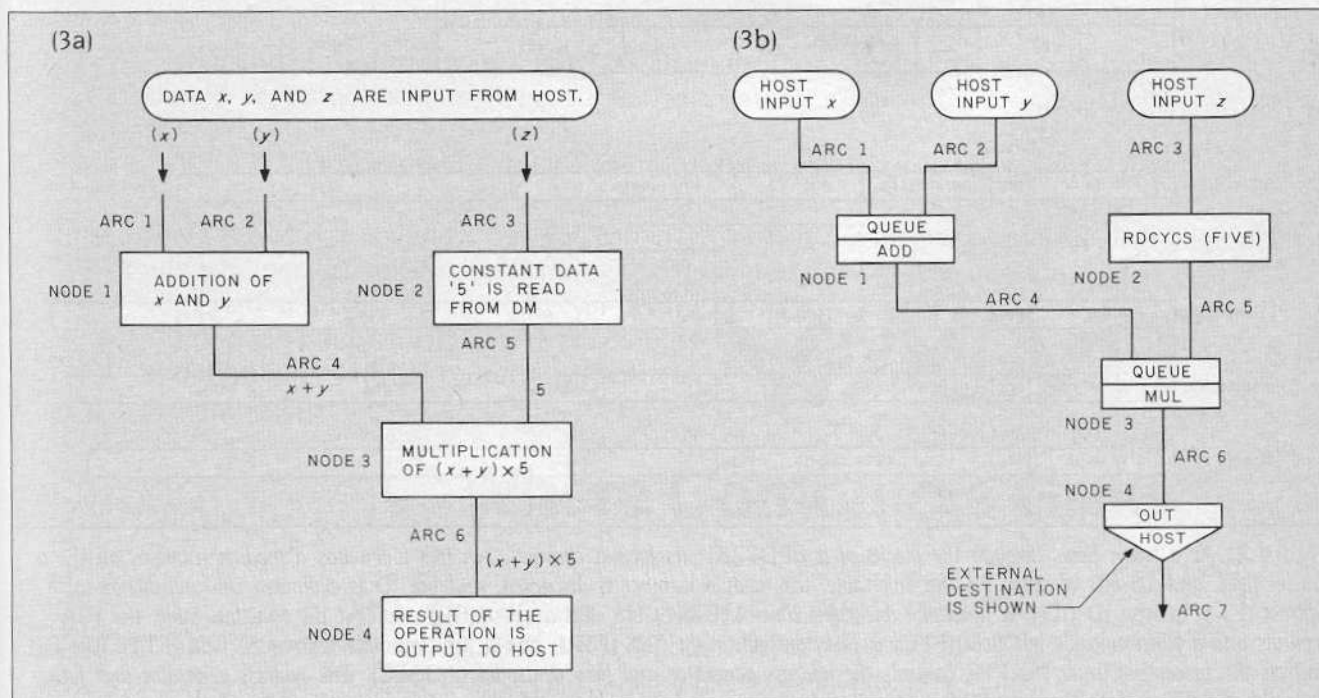 (3a)
DATA x, y, AND z ARE INPUT FROM HOST.
(x)
(y)
(z)
ARC 1
ARC 2
ARC 3
NODE 1
ADDITION OF
x AND y
NODE 2
CONSTANT DATA
'5' IS READ
FROM DM
ARC 4
x+y
ARC 5
5
NODE 3
MULTIPLICATION
OF (x+y)×5
ARC 6
(x+y)×5
NODE 4
RESULT OF THE
OPERATION IS
OUTPUT TO HOST
(3b)
HOST
INPUT x
HOST
INPUT y
HOST
INPUT z
ARC 1
ARC 2
ARC 3
QUEUE
ADD
NODE 1
RDCYCS (FIVE)
NODE 2
ARC 4
ARC 5
QUEUE
MUL
NODE 3
ARC 6
NODE 4
OUT
HOST
EXTERNAL
DESTINATION
IS SHOWN
ARC 7